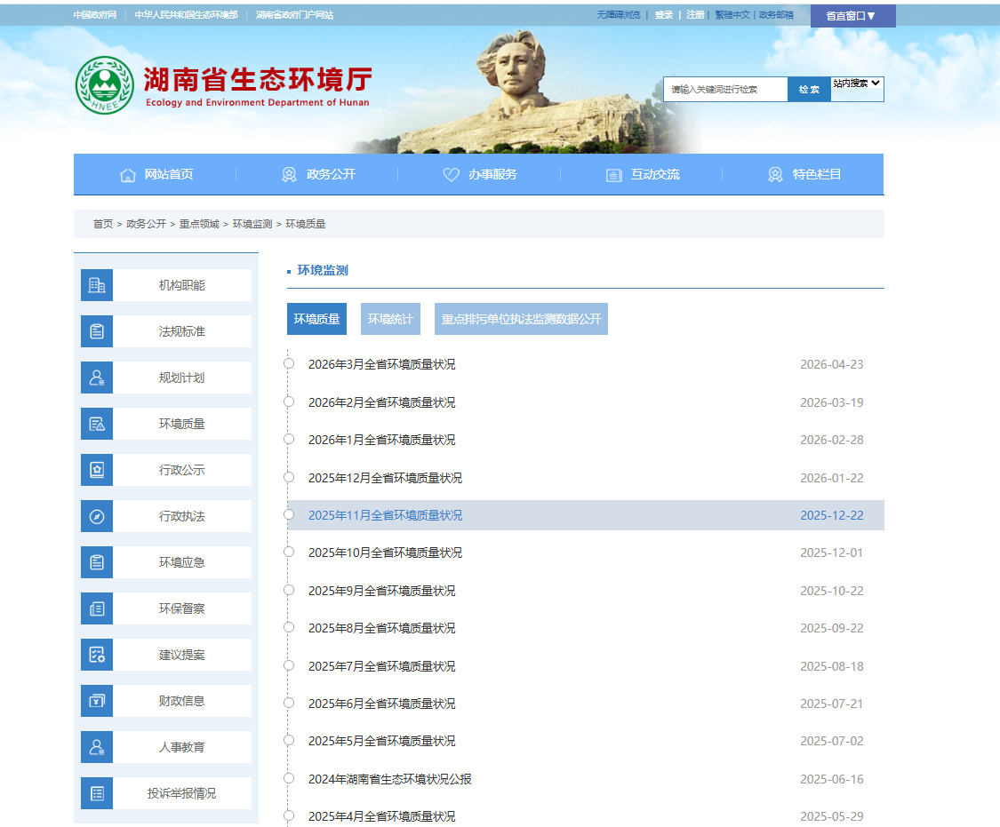 中国政府网 | 中华人民共和国生态环境部 | 湖南省政府门户网站
无障碍浏览 | 登录 | 注册 | 繁體中文 | 政务邮箱
首直窗口▼
湖南省生态环境厅
Ecology and Environment Department of Hunan
HNEE
请输入关键词进行检索
检 索
站内搜索
网站首页
政务公开
办事服务
互动交流
特色栏目
首页 > 政务公开 > 重点领域 > 环境监测 > 环境质量
机构职能
法规标准
规划计划
环境质量
行政公示
行政执法
环境应急
环保督察
建议提案
财政信息
人事教育
投诉举报情况
环境监测
环境质量
环境统计
重点排污单位执法监测数据公开
2026年3月全省环境质量状况 2026-04-23
2026年2月全省环境质量状况 2026-03-19
2026年1月全省环境质量状况 2026-02-28
2025年12月全省环境质量状况 2026-01-22
2025年11月全省环境质量状况 2025-12-22
2025年10月全省环境质量状况 2025-12-01
2025年9月全省环境质量状况 2025-10-22
2025年8月全省环境质量状况 2025-09-22
2025年7月全省环境质量状况 2025-08-18
2025年6月全省环境质量状况 2025-07-21
2025年5月全省环境质量状况 2025-07-02
2024年湖南省生态环境状况公报 2025-06-16
2025年4月全省环境质量状况 2025-05-29